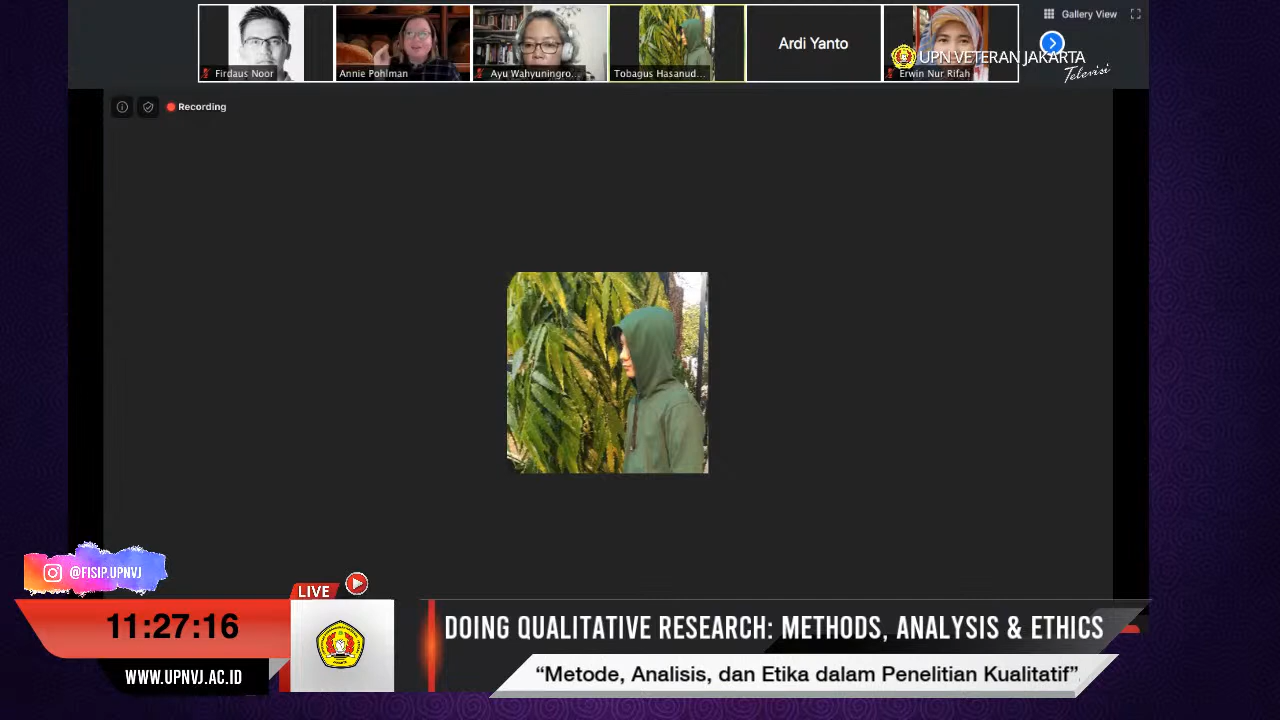 Firdaus Noor
Annie Pohlman
Ayu Wahyuningro...
Tobagus Hasanud...
Ardi Yanto
Erwin Nur Rifah
Gallery View
UPN VETERAN JAKARTA
Televisi
Recording
@FISIP.UPNVJ
LIVE
11:27:16
WWW.UPNVJ.AC.ID
DOING QUALITATIVE RESEARCH: METHODS, ANALYSIS & ETHICS
“Metode, Analisis, dan Etika dalam Penelitian Kualitatif”